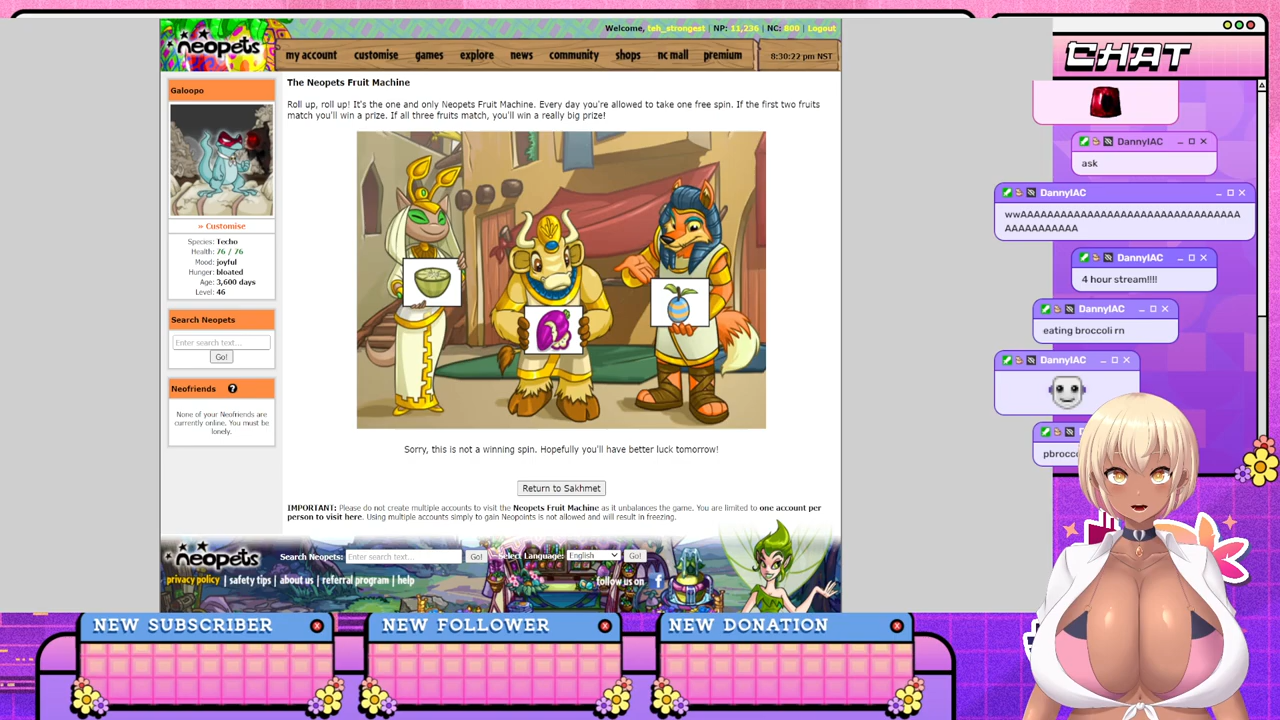 neopets
Welcome, teh_strongest | NP: 11,236 | NC: 800 | Logout
my account
customise
games
explore
news
community
shops
nc mall
premium
8:30:22 pm NST
Galoopo
» Customise
Species: Techo
Health: 76 / 76
Mood: joyful
Hunger: bloated
Age: 3,600 days
Level: 46
Search Neopets
Enter search text...
Go!
Neofriends ?
None of your Neofriends are
currently online. You must be
lonely.
The Neopets Fruit Machine
Roll up, roll up! It's the one and only Neopets Fruit Machine. Every day you're allowed to take one free spin. If the first two fruits
match you'll win a prize. If all three fruits match, you'll win a really big prize!
Sorry, this is not a winning spin. Hopefully you'll have better luck tomorrow!
Return to Sakhmet
IMPORTANT: Please do not create multiple accounts to visit the Neopets Fruit Machine as it unbalances the game. You are limited to one account per
person to visit here. Using multiple accounts simply to gain Neopoints is not allowed and will result in freezing.
neopets
Search Neopets: Enter search text... Go! Select Language: English Go!
privacy policy | safety tips | about us | referral program | help
follow us on f
CHAT
DannyIAC
ask
DannyIAC
wwAAAAAAAAAAAAAAAAAAAAAAAAAAAAAAAAA
AAAAAAAAAAA
DannyIAC
4 hour stream!!!!
DannyIAC
eating broccoli rn
DannyIAC
NEW SUBSCRIBER
NEW FOLLOWER
NEW DONATION